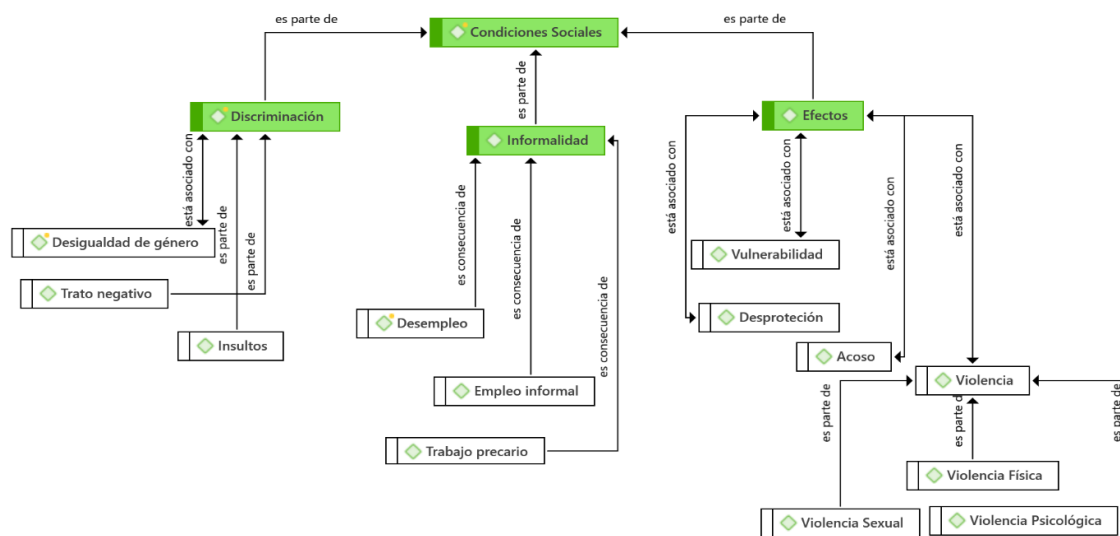 es parte de
es parte de
Condiciones Sociales
es parte de
Discriminación
Informalidad
Efectos
está asociado con
es parte de
es parte de
Desigualdad de género
Trato negativo
Insultos
es consecuencia de
es consecuencia de
es consecuencia de
Desempleo
Empleo informal
Trabajo precario
está asociado con
está asociado con
está asociado con
está asociado con
Vulnerabilidad
Desproteción
Acoso
Violencia
es parte de
es parte d
es parte de
Violencia Física
Violencia Sexual
Violencia Psicológica